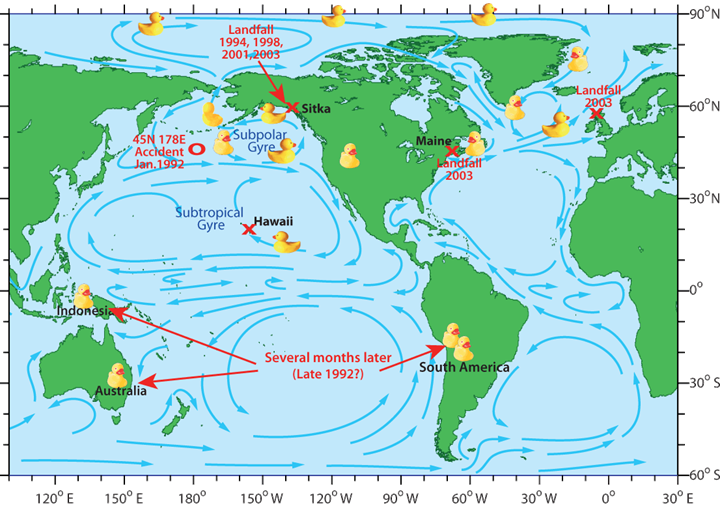 90°N
Landfall
1994, 1998,
2001,2003
Landfall
2003
60°N
Sitka
45N 178E
Accident
Jan.1992
Subpolar
Gyre
Maine
Landfall
2003
30°N
Subtropical
Gyre
Hawaii
0°
Indonesia
Several months later
(Late 1992?)
South America
Australia
30°S
60°S
120°E 150°E 180° 150°W 120°W 90°W 60°W 30°W 0° 30°E